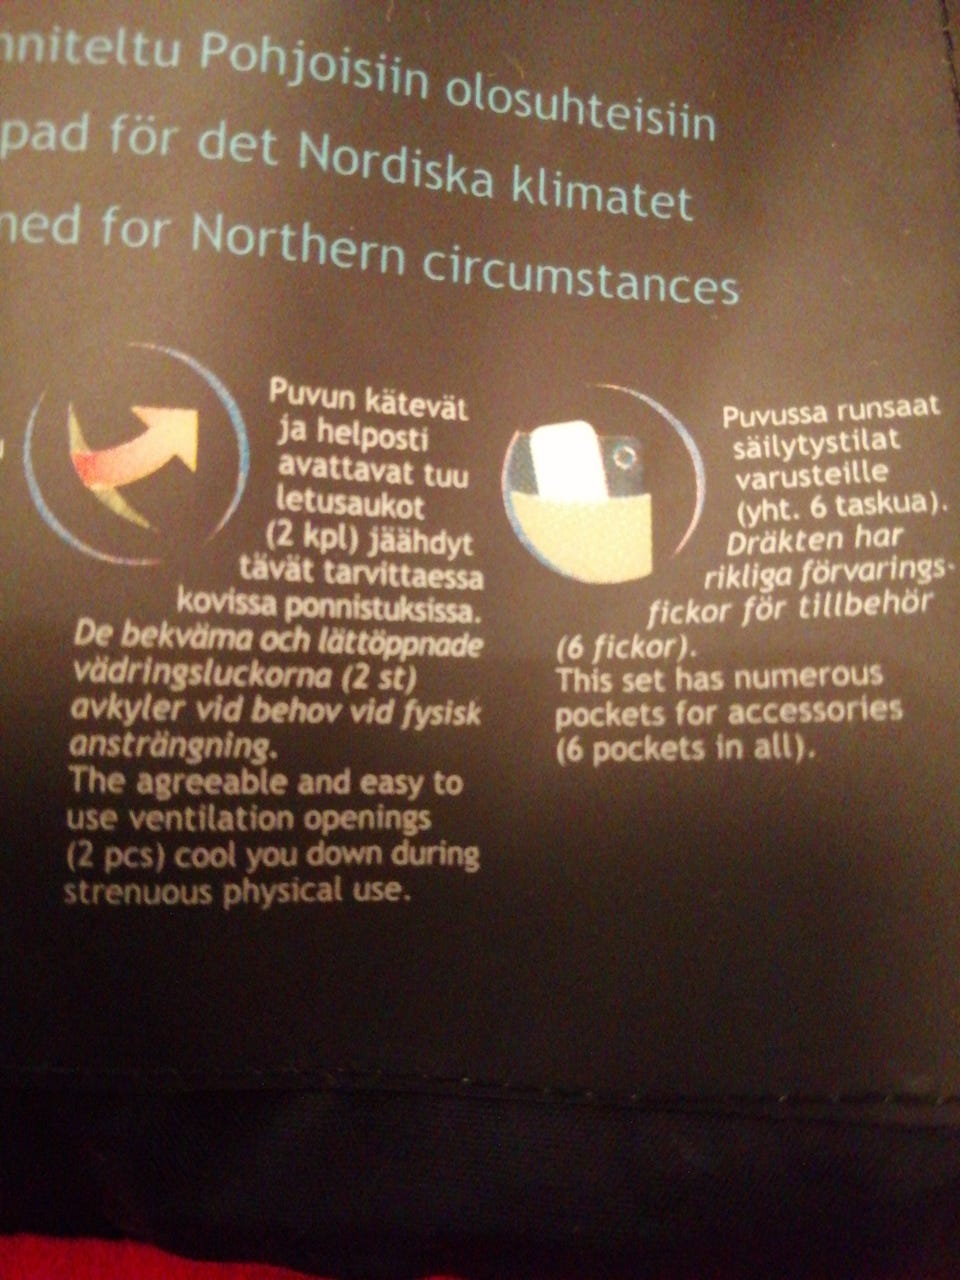 nniteltu Pohjoisiin olosuhteisiin
pad för det Nordiska klimatet
ned for Northern circumstances
Puvun kätevät
ja helposti
avattavat tuu
letusaukot
(2 kpl) jäähdyt
tävät tarvittaessa
kovissa ponnistuksissa.
De bekväma och lättöppnade
vädringsluckorna (2 st)
avkyler vid behov vid fysisk
ansträngning.
The agreeable and easy to
use ventilation openings
(2 pcs) cool you down during
strenuous physical use.
Puvussa runsaat
säilytystilat
varusteille
(yht. 6 taskua).
Dräkten har
rikliga förvarings-
fickor för tillbehör
(6 fickor).
This set has numerous
pockets for accessories
(6 pockets in all).